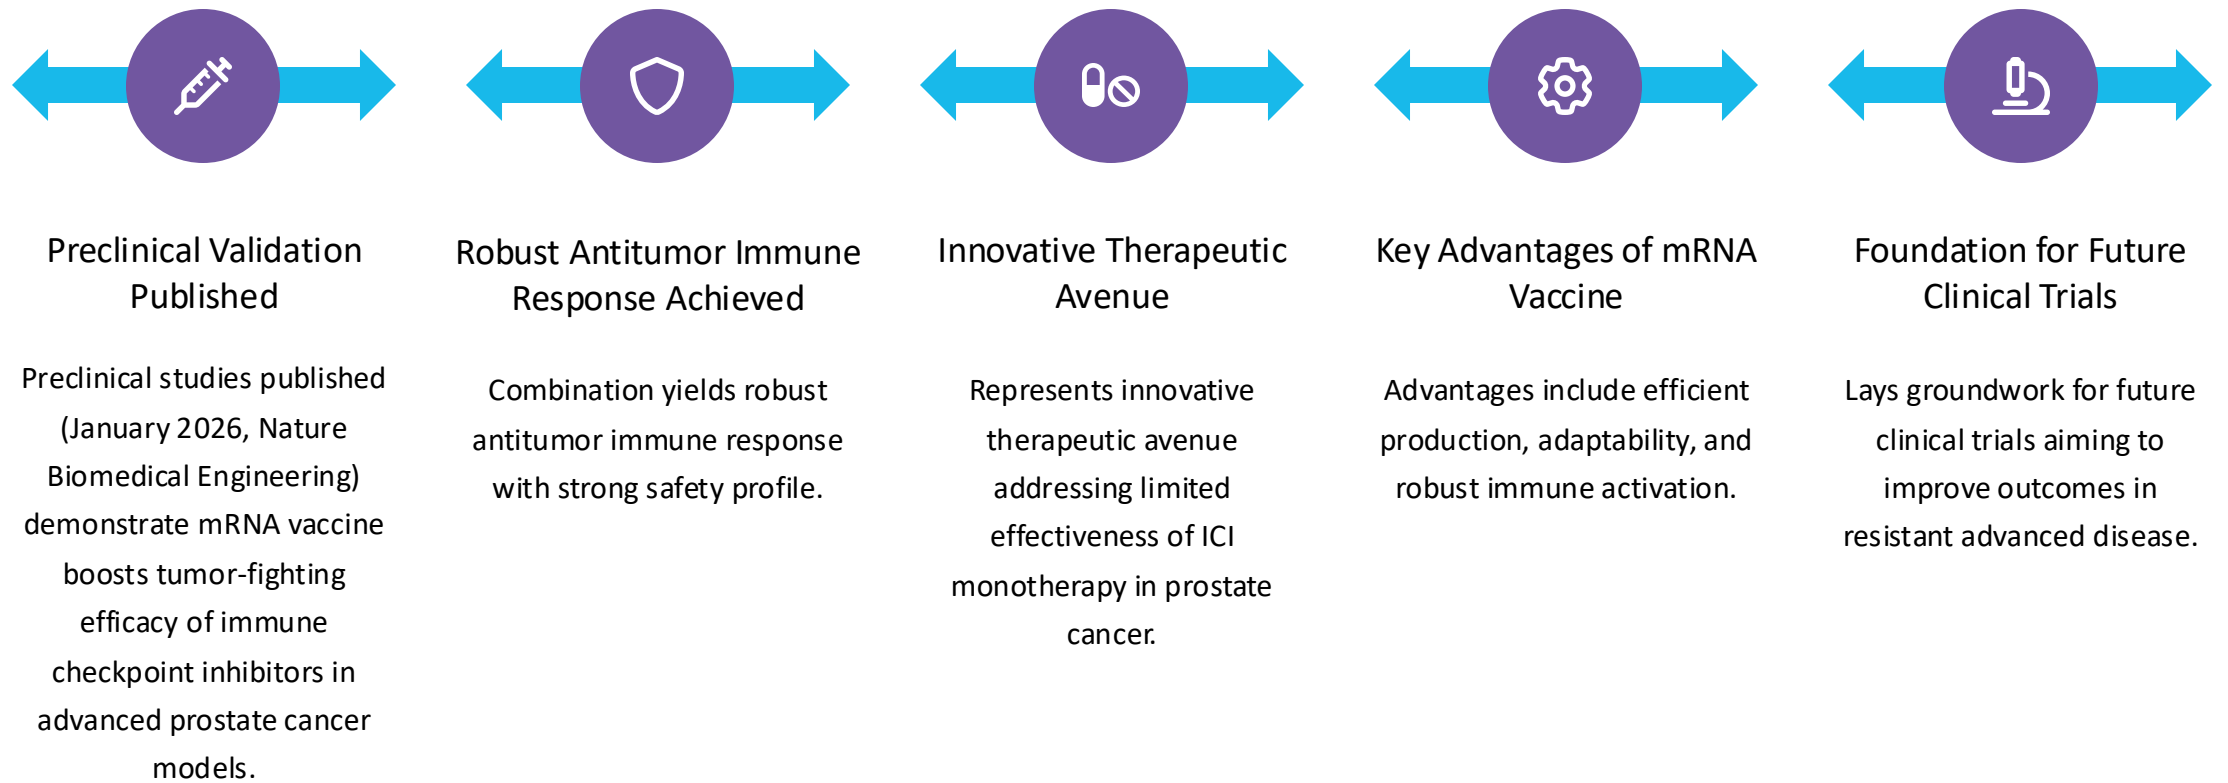 Preclinical Validation
Published
Preclinical studies published
(January 2026, Nature
Biomedical Engineering)
demonstrate mRNA vaccine
boosts tumor-fighting
efficacy of immune
checkpoint inhibitors in
advanced prostate cancer
models.
Robust Antitumor Immune
Response Achieved
Combination yields robust
antitumor immune response
with strong safety profile.
Innovative Therapeutic
Avenue
Represents innovative
therapeutic avenue
addressing limited
effectiveness of ICI
monotherapy in prostate
cancer.
Key Advantages of mRNA
Vaccine
Advantages include efficient
production, adaptability, and
robust immune activation.
Foundation for Future
Clinical Trials
Lays groundwork for future
clinical trials aiming to
improve outcomes in
resistant advanced disease.